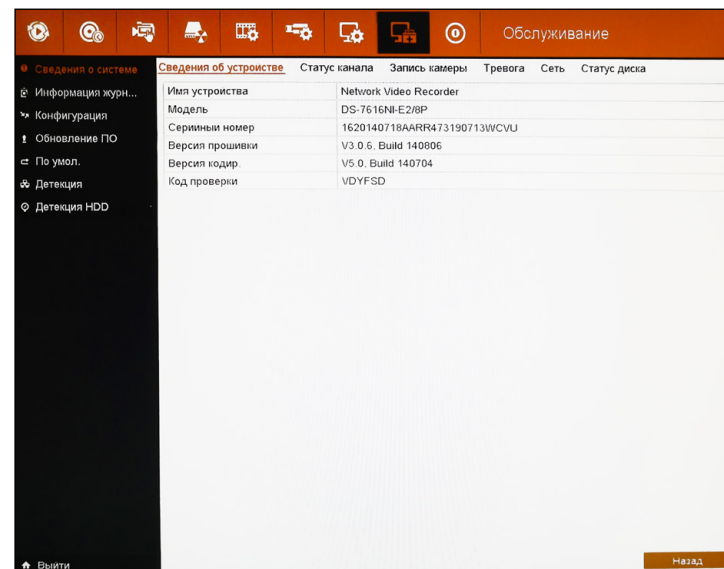 Обслуживание
Сведения о системе
Информация журн...
Конфигурация
Обновление ПО
По умол.
Детекция
Детекция HDD
Выйти
Сведения об устройстве Статус канала Запись камеры Тревога Сеть Статус диска
Имя устройства Network Video Recorder
Модель DS-7616NI-E2/8P
Серийный номер 1620140718AARR473190713WCVU
Версия прошивки V3.0.6, Build 140806
Версия кодир. V5.0, Build 140704
Код проверки VDYFSD
Назад